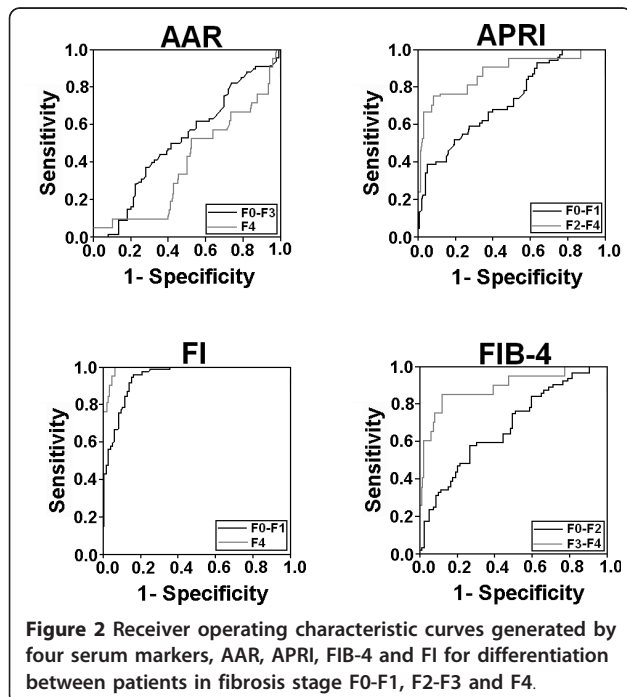 AAR
1.0
0.8
0.6
0.4
0.2
0.0
Sensitivity
F0-F3
F4
0.0 0.2 0.4 0.6 0.8 1.0
1- Specificity
APRI
1.0
0.8
0.6
0.4
0.2
0.0
Sensitivity
F0-F1
F2-F4
0.0 0.2 0.4 0.6 0.8 1.0
1- Specificity
FI
1.0
0.8
0.6
0.4
0.2
0.0
Sensitivity
F0-F1
F4
0.0 0.2 0.4 0.6 0.8 1.0
1- Specificity
FIB-4
1.0
0.8
0.6
0.4
0.2
0.0
Sensitivity
F0-F2
F3-F4
0.0 0.2 0.4 0.6 0.8 1.0
1- Specificity
Figure 2 Receiver operating characteristic curves generated by
four serum markers, AAR, APRI, FIB-4 and FI for differentiation
between patients in fibrosis stage F0-F1, F2-F3 and F4.